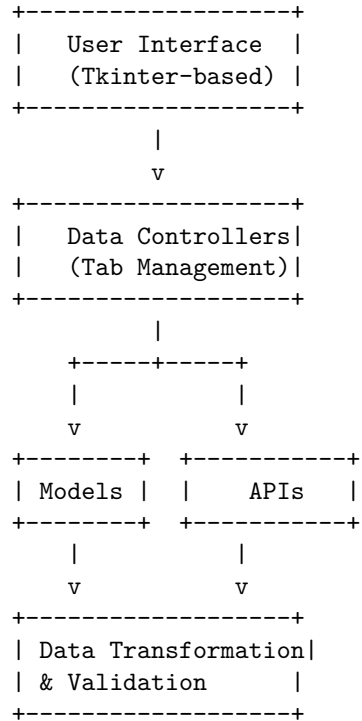 User Interface
(Tkinter-based)
Data Controllers
(Tab Management)
Models
APIs
Data Transformation
& Validation